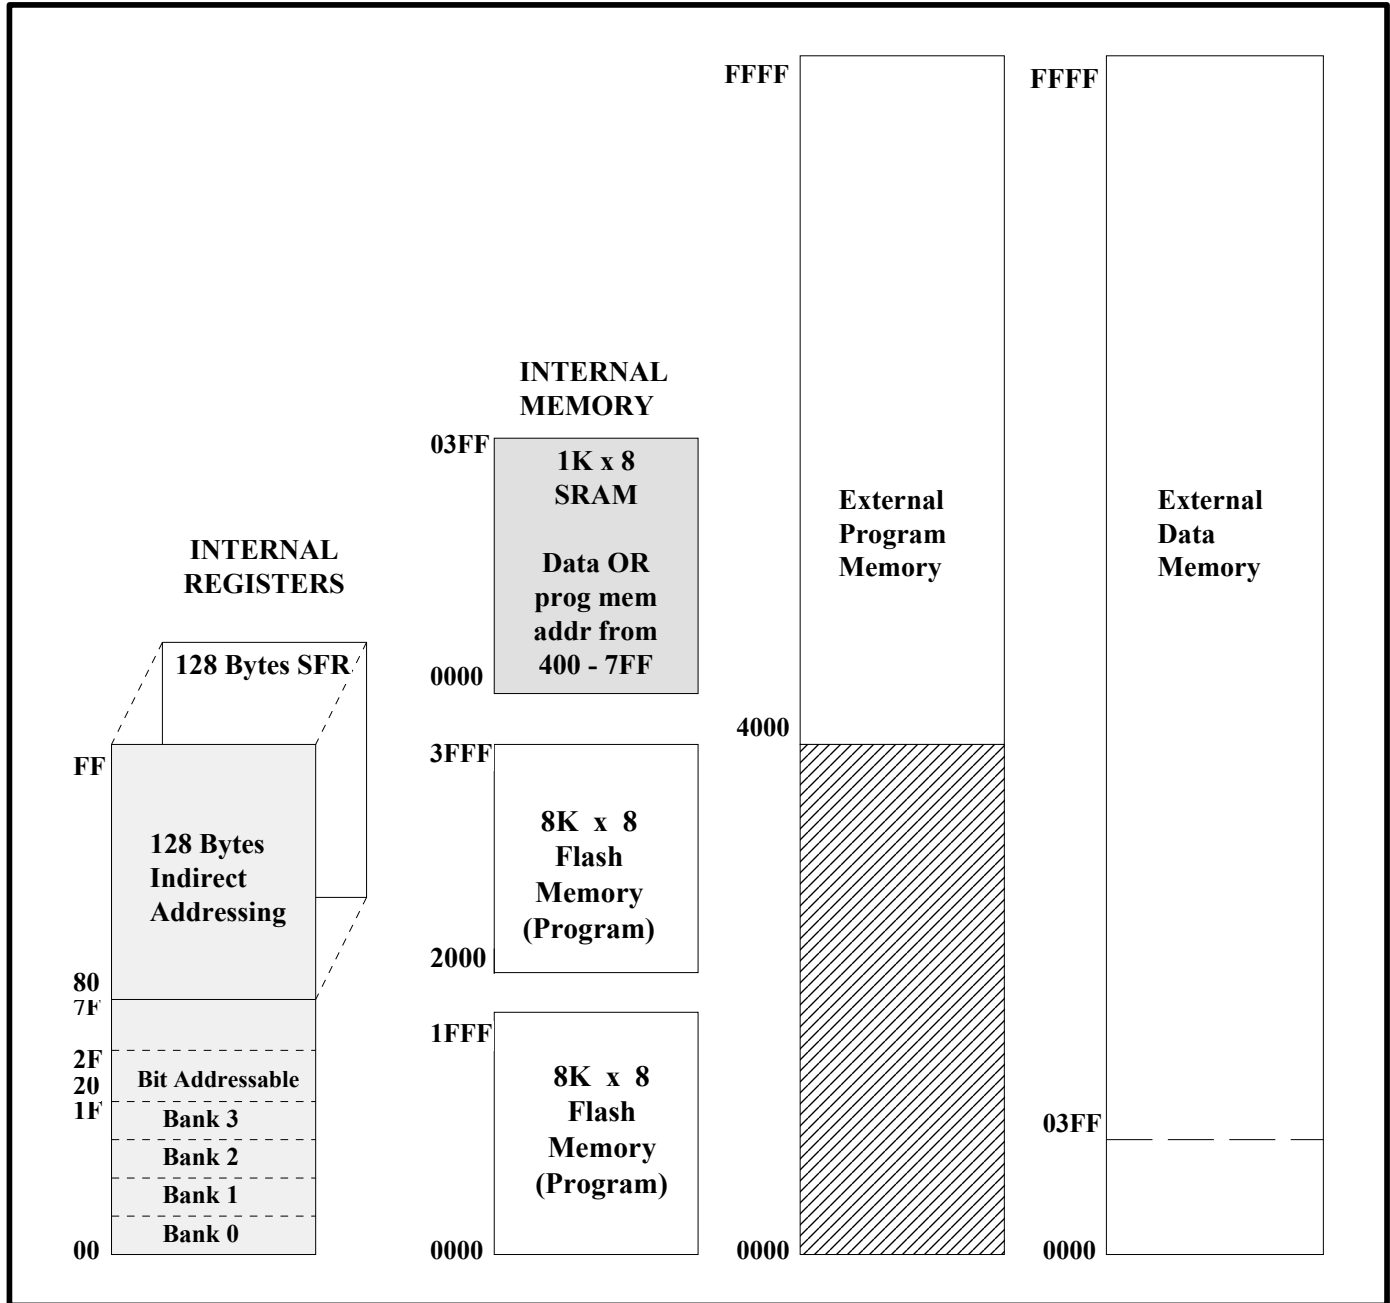 INTERNAL
REGISTERS
128 Bytes SFR
FF
128 Bytes
Indirect
Addressing
80
7F
2F
20
Bit Addressable
1F
Bank 3
Bank 2
Bank 1
Bank 0
00
INTERNAL
MEMORY
03FF
1K x 8
SRAM
Data OR
prog mem
addr from
400 - 7FF
0000
3FFF
8K x 8
Flash
Memory
(Program)
2000
1FFF
8K x 8
Flash
Memory
(Program)
0000
FFFF
External
Program
Memory
4000
0000
FFFF
External
Data
Memory
03FF
0000